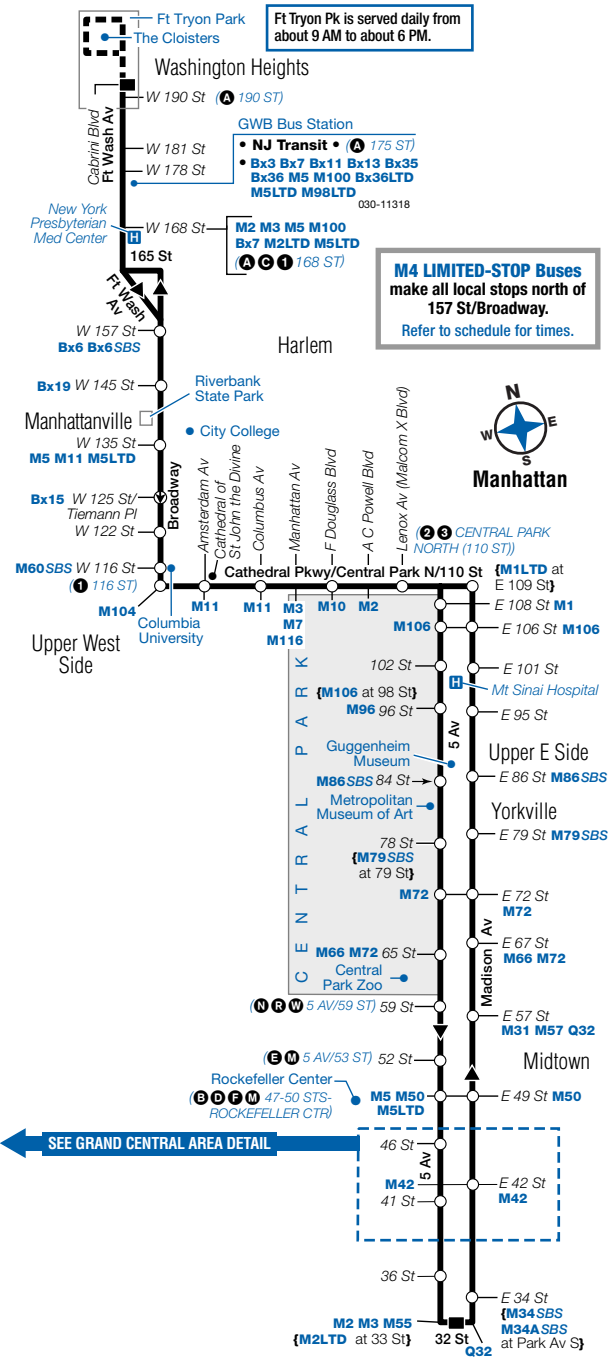 Ft Tryon Park
The Cloisters
Ft Tryon Pk is served daily from
about 9 AM to about 6 PM.
Washington Heights
W 190 St (A 190 ST)
Cabrini Blvd
Ft Wash Av
GWB Bus Station
• NJ Transit • (A 175 ST)
• Bx3 Bx7 Bx11 Bx13 Bx35
Bx36 M5 M100 Bx36LTD
M5LTD M98LTD
030-11318
W 181 St
W 178 St
New York
Presbyterian
Med Center
H
W 168 St
M2 M3 M5 M100
Bx7 M2LTD M5LTD
(A C 1 168 ST)
165 St
Ft Wash
Av
M4 LIMITED-STOP Buses
make all local stops north of
157 St/Broadway.
Refer to schedule for times.
W 157 St
Bx6 Bx6SBS
Harlem
Bx19 W 145 St
Riverbank
State Park
Manhattanville
City College
W 135 St
M5 M11 M5LTD
Broadway
N
W E
S
Manhattan
Bx15 W 125 St/
Tiemann Pl
W 122 St
M60SBS W 116 St
(1 116 ST)
M104
Columbia
University
Upper West
Side
Amsterdam Av
Cathedral of
St John the Divine
Columbus Av
Manhattan Av
F Douglass Blvd
A C Powell Blvd
Lenox Av (Malcom X Blvd)
(2 3 CENTRAL PARK
NORTH (110 ST))
Cathedral Pkwy/Central Park N/110 St
{M1LTD at
E 109 St}
M11
M11
M3
M7
M116
M10
M2
E 108 St M1
M106
E 106 St M106
CENTRAL PARK
102 St
E 101 St
H
Mt Sinai Hospital
{M106 at 98 St}
M96 96 St
E 95 St
5 Av
Guggenheim
Museum
Upper E Side
M86SBS 84 St
E 86 St M86SBS
Metropolitan
Museum of Art
Yorkville
78 St
{M79SBS
at 79 St}
E 79 St M79SBS
M72
E 72 St
M72
Madison Av
M66 M72 65 St
E 67 St
M66 M72
Central
Park Zoo
(N R W 5 AV/59 ST) 59 St
E 57 St
M31 M57 Q32
(E M 5 AV/53 ST) 52 St
Midtown
Rockefeller Center
(B D F M 47-50 STS-
ROCKEFELLER CTR)
M5 M50
M5LTD
E 49 St M50
SEE GRAND CENTRAL AREA DETAIL
46 St
5 Av
M42
E 42 St
M42
41 St
36 St
E 34 St
{M34SBS
M34ASBS
at Park Av S}
M2 M3 M55
{M2LTD at 33 St}
32 St
Q32